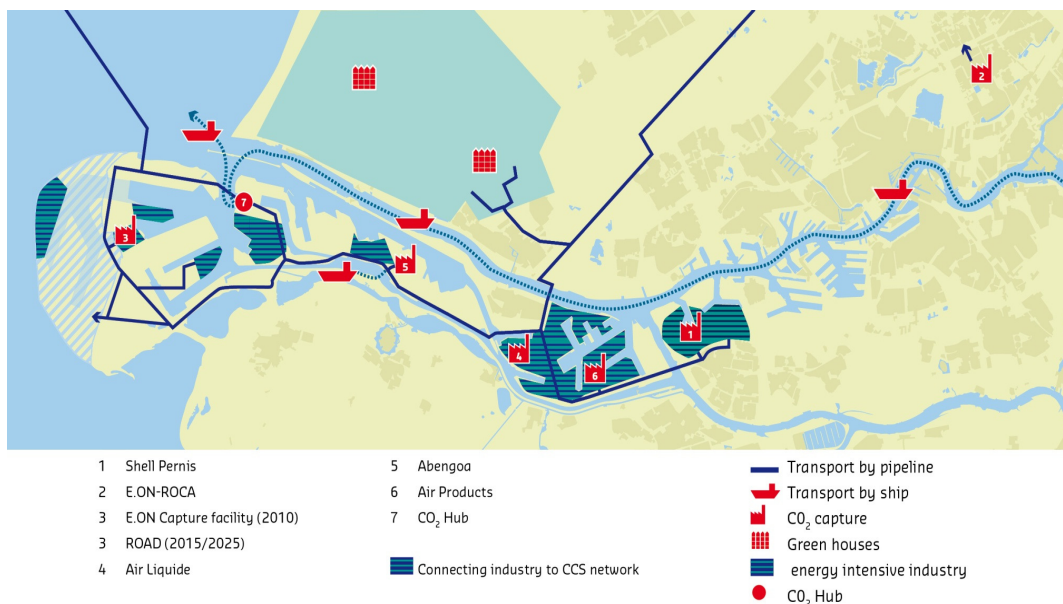 2
7
3
5
1
4
6
1 Shell Pernis
2 E.ON-ROCA
3 E.ON Capture facility (2010)
3 ROAD (2015/2025)
4 Air Liquide
5 Abengoa
6 Air Products
7 CO₂ Hub
Connecting industry to CCS network
Transport by pipeline
Transport by ship
CO₂ capture
Green houses
energy intensive industry
CO₂ Hub